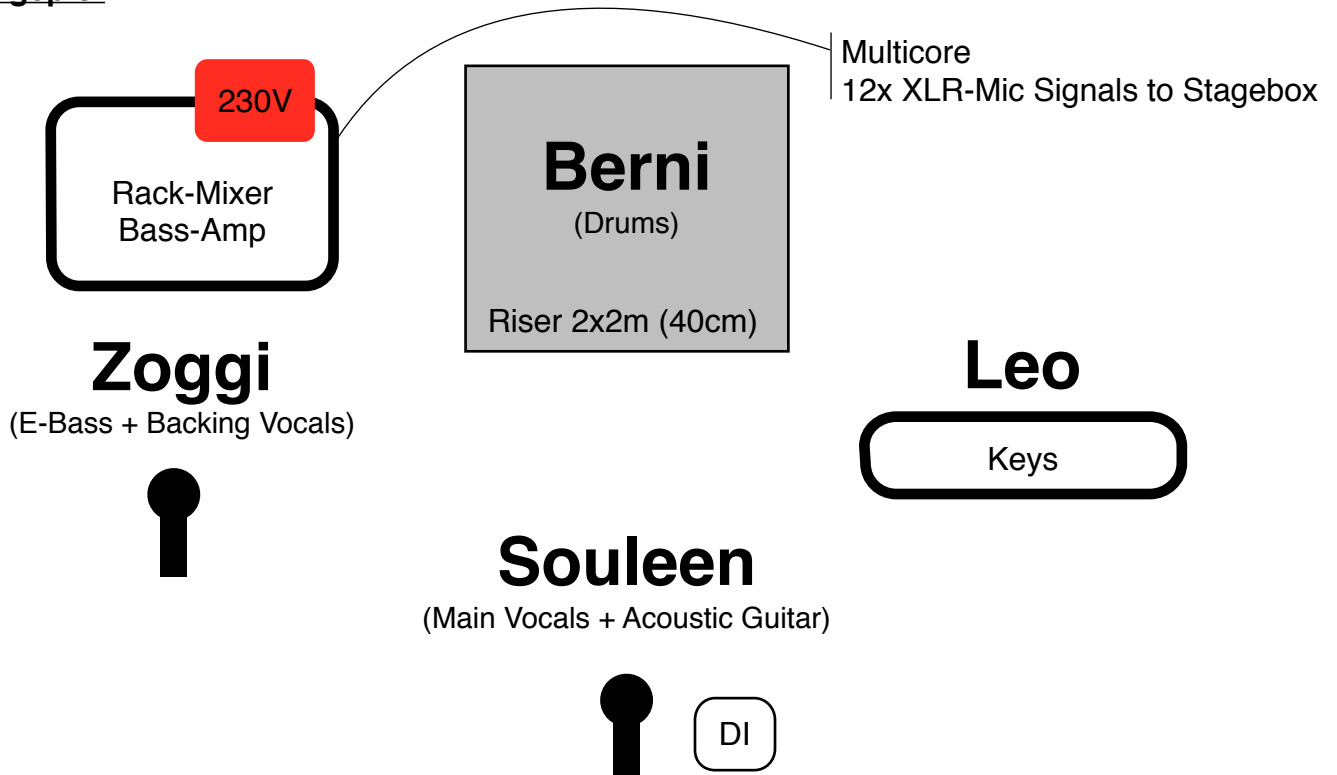 Multicore
12x XLR-Mic Signals to Stagebox
230V
Rack-Mixer
Bass-Amp
Berni
(Drums)
Riser 2x2m (40cm)
Zoggi
(E-Bass + Backing Vocals)
Leo
Keys
Souleen
(Main Vocals + Acoustic Guitar)
DI